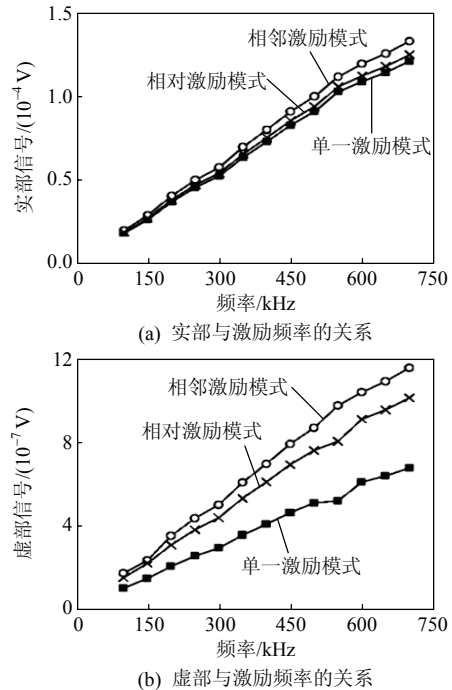 1.5
相邻激励模式
相对激励模式
1.0
单一激励模式
0.5
0.0
0 150 300 450 600 750
实部信号/(10⁻⁴ V)
频率/kHz
(a) 实部与激励频率的关系
12
相邻激励模式
相对激励模式
8
4
单一激励模式
0
0 150 300 450 600 750
虚部信号/(10⁻⁷ V)
频率/kHz
(b) 虚部与激励频率的关系